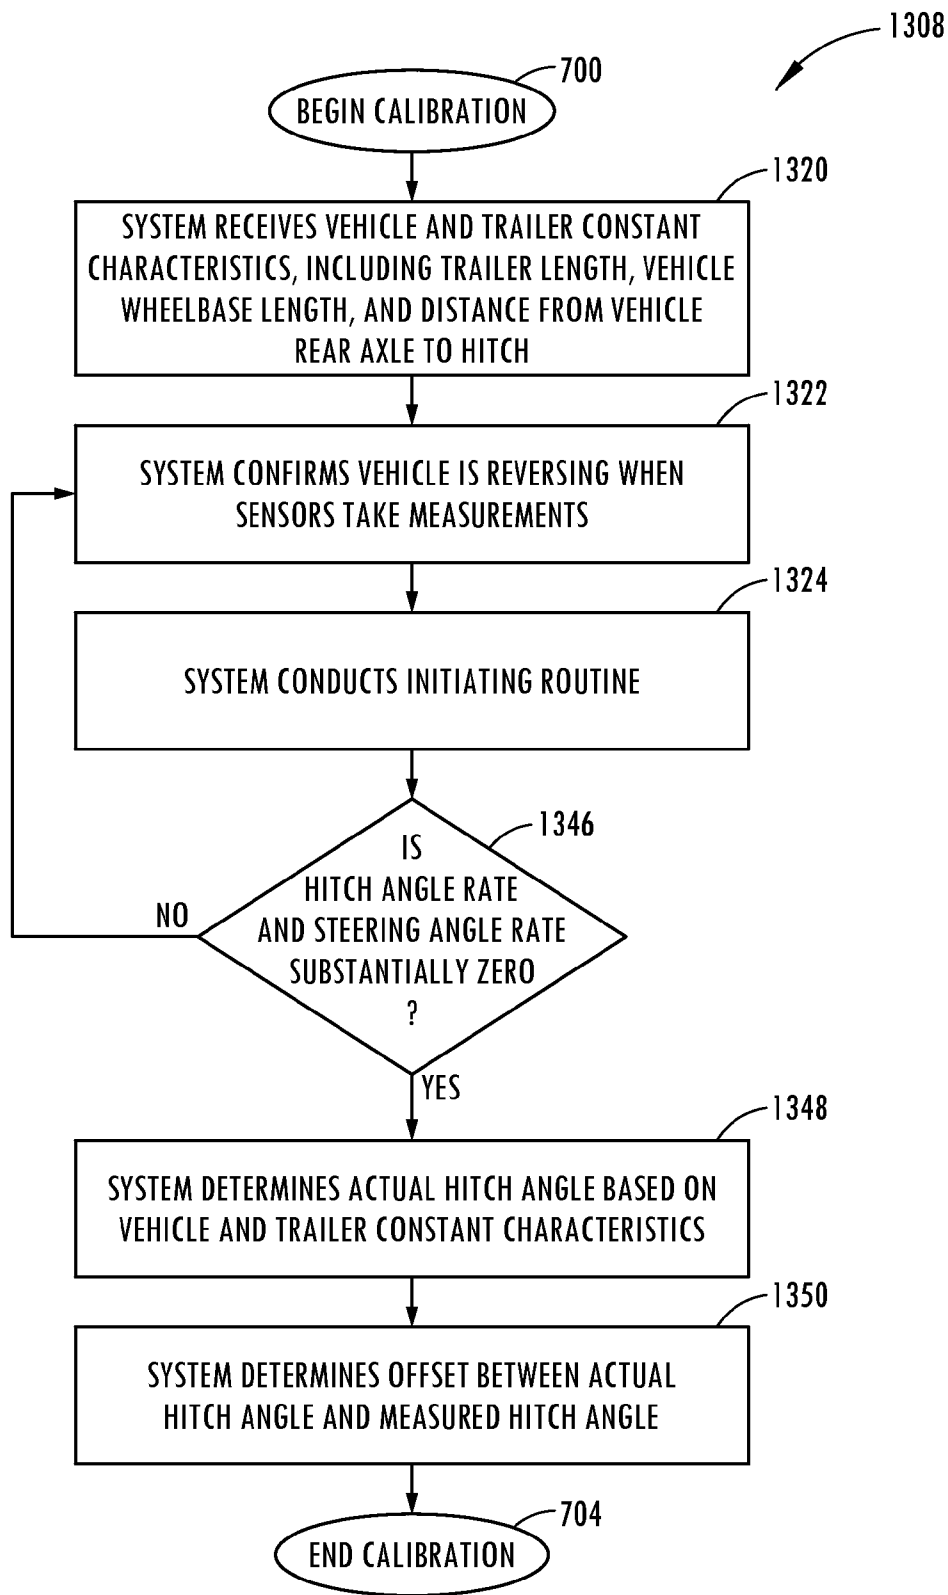 1308
700
BEGIN CALIBRATION
1320
SYSTEM RECEIVES VEHICLE AND TRAILER CONSTANT
CHARACTERISTICS, INCLUDING TRAILER LENGTH, VEHICLE
WHEELBASE LENGTH, AND DISTANCE FROM VEHICLE
REAR AXLE TO HITCH
1322
SYSTEM CONFIRMS VEHICLE IS REVERSING WHEN
SENSORS TAKE MEASUREMENTS
1324
SYSTEM CONDUCTS INITIATING ROUTINE
1346
IS
HITCH ANGLE RATE
AND STEERING ANGLE RATE
SUBSTANTIALLY ZERO
?
NO
YES
1348
SYSTEM DETERMINES ACTUAL HITCH ANGLE BASED ON
VEHICLE AND TRAILER CONSTANT CHARACTERISTICS
1350
SYSTEM DETERMINES OFFSET BETWEEN ACTUAL
HITCH ANGLE AND MEASURED HITCH ANGLE
704
END CALIBRATION